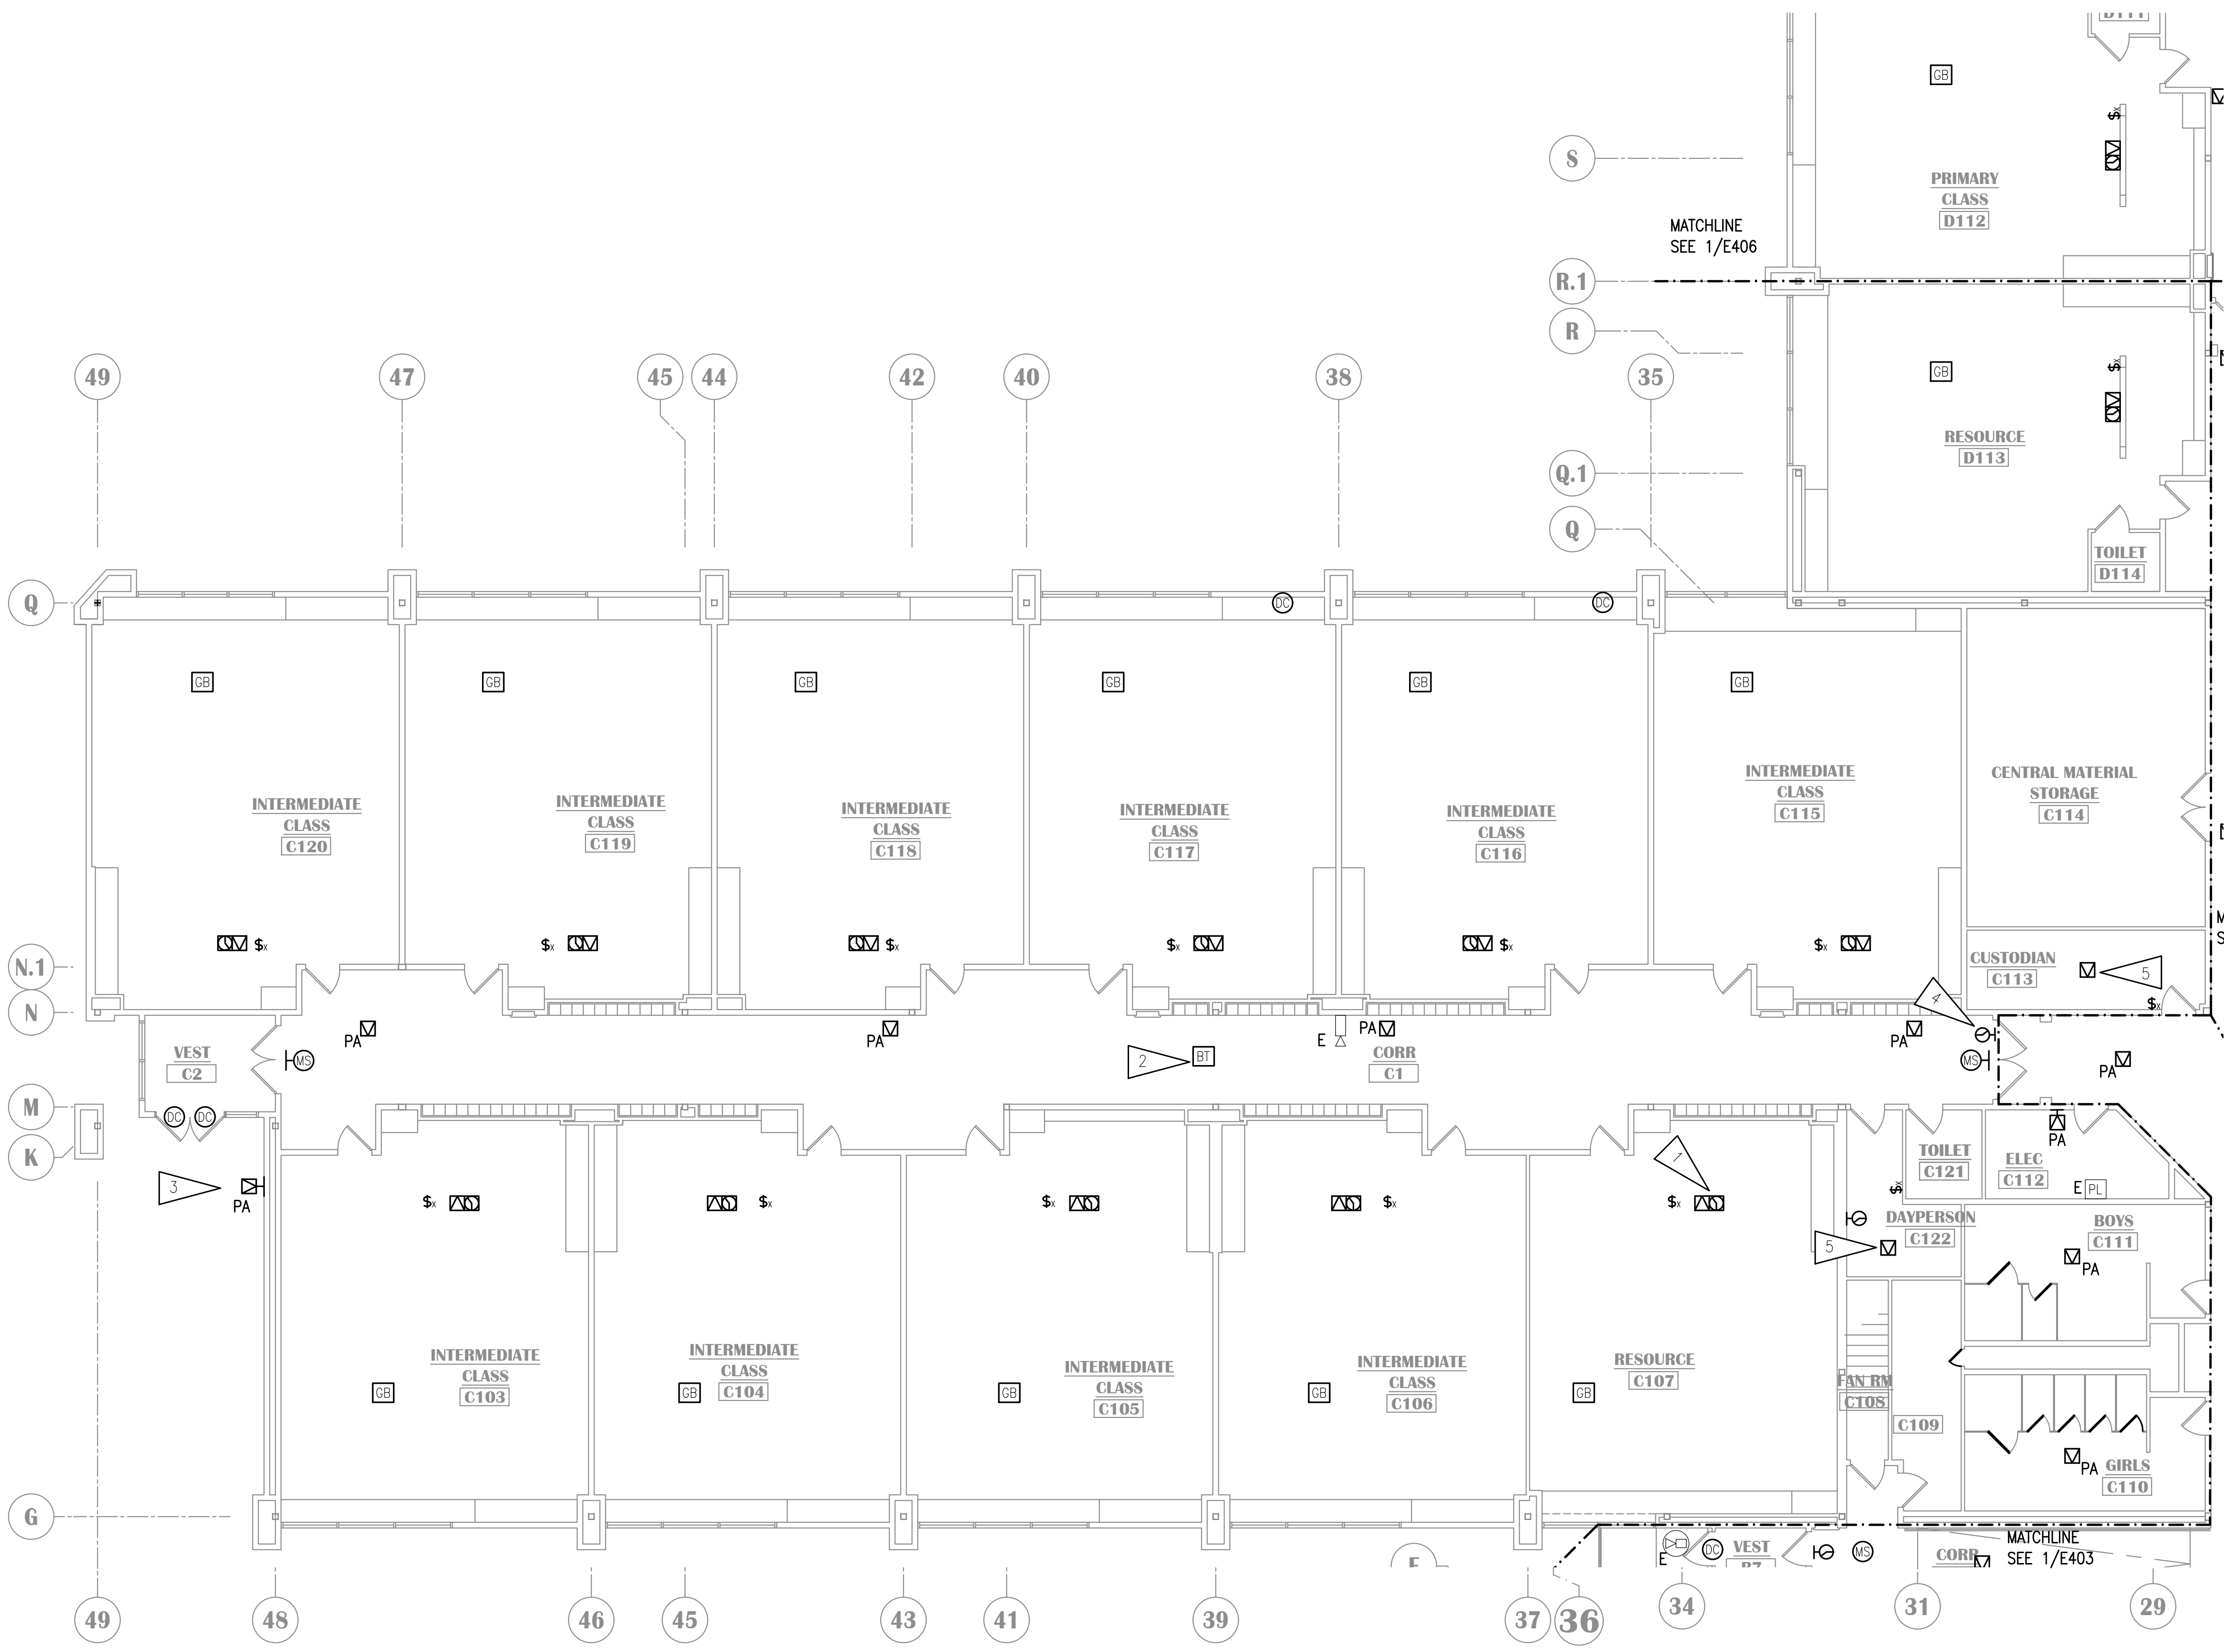 D111
GB
$x
S
PRIMARY
CLASS
D112
MATCHLINE
SEE 1/E406
R.1
R
49
47
45
44
42
40
38
35
GB
$x
RESOURCE
D113
Q.1
Q
TOILET
D114
Q
DC
DC
GB
GB
GB
GB
GB
GB
INTERMEDIATE
CLASS
C120
INTERMEDIATE
CLASS
C119
INTERMEDIATE
CLASS
C118
INTERMEDIATE
CLASS
C117
INTERMEDIATE
CLASS
C116
INTERMEDIATE
CLASS
C115
CENTRAL MATERIAL
STORAGE
C114
$x
$x
$x
$x
$x
$x
N.1
N
CUSTODIAN
C113
5
$x
4
PA
PA
E
PA
PA
VEST
C2
MS
2
BT
CORR
C1
MS
PA
M
DC
DC
K
PA
3
PA
1
TOILET
C121
ELEC
C112
E
PL
$x
$x
$x
$x
$x
$x
DAYPERSON
C122
5
BOYS
C111
PA
INTERMEDIATE
CLASS
C103
INTERMEDIATE
CLASS
C104
INTERMEDIATE
CLASS
C105
INTERMEDIATE
CLASS
C106
RESOURCE
C107
GB
GB
GB
GB
GB
FAN RM
C108
C109
PA
GIRLS
C110
G
MATCHLINE
SEE 1/E403
E
DC
VEST
B7
MS
CORR
49
48
46
45
43
41
39
37
36
34
31
29